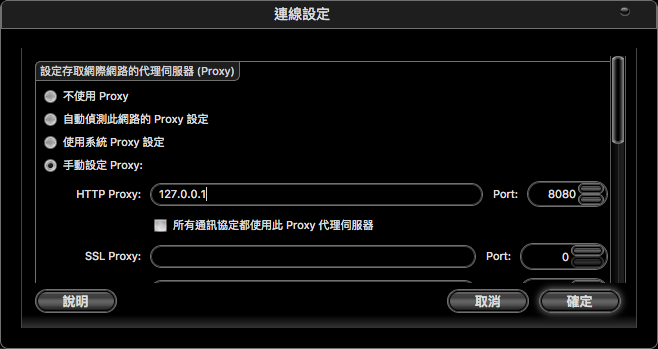 連線設定
設定存取網際網路的代理伺服器 (Proxy)
不使用 Proxy
自動偵測此網路的 Proxy 設定
使用系統 Proxy 設定
手動設定 Proxy:
HTTP Proxy: 127.0.0.1 Port: 8080
所有通訊協定都使用此 Proxy 代理伺服器
SSL Proxy: Port: 0
說明 取消 確定